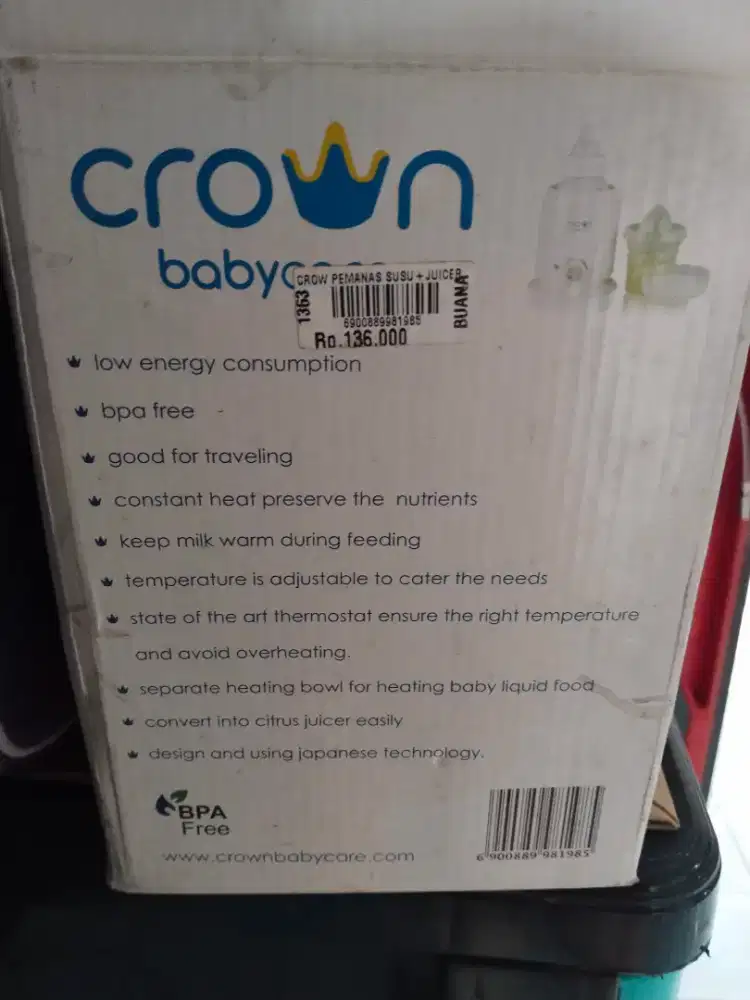 crown
baby
CROW PEMANAS SUSU+JUICER
1363
6900889981985
BUANA
Rp.136.000
low energy consumption
bpa free
good for traveling
constant heat preserve the nutrients
keep milk warm during feeding
temperature is adjustable to cater the needs
state of the art thermostat ensure the right temperature
and avoid overheating.
separate heating bowl for heating baby liquid food
convert into citrus juicer easily
design and using japanese technology.
BPA
Free
www.crownbabycare.com
6 900889 981985